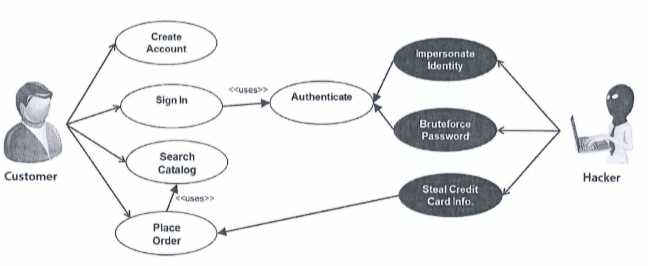 Create
Account
Impersonate
Identity
<<uses>>
Sign In
Authenticate
Bruteforce
Password
Search
Catalog
Customer
Hacker
<<uses>>
Steal Credit
Card Info.
Place
Order